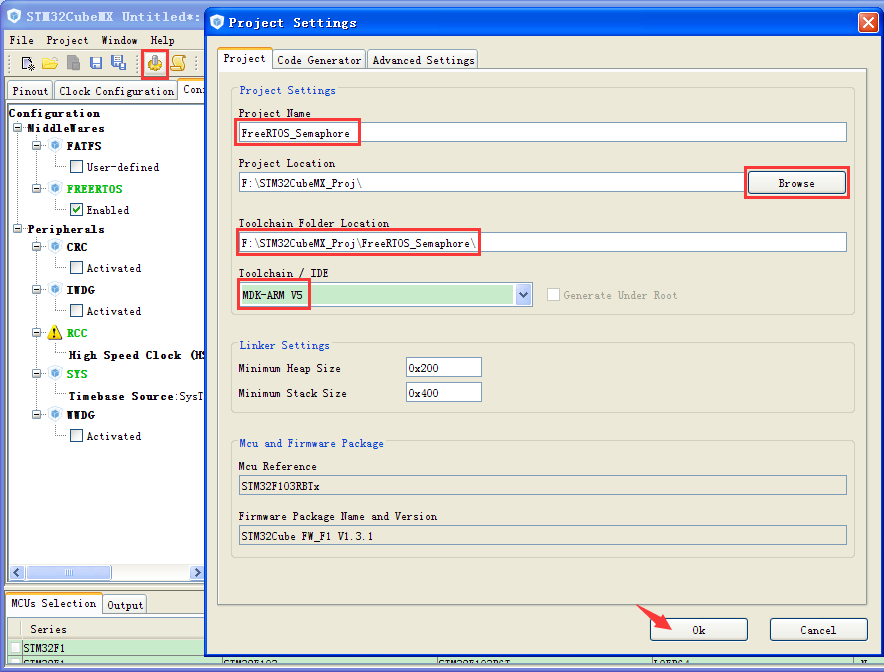 STM32CubeMX Untitled*:
File Project Window Help
Pinout
Clock Configuration
Configuration
MiddleWares
FATFS
User-defined
FREERTOS
Enabled
Peripherals
CRC
Activated
IWDG
Activated
RCC
High Speed Clock (HS
SYS
Timebase Source:SysT
WWDG
Activated
MCUs Selection
Output
Series
STM32F1
Project Settings
Project
Code Generator
Advanced Settings
Project Settings
Project Name
FreeRTOS_Semaphore
Project Location
F:\STM32CubeMX_Proj\
Browse
Toolchain Folder Location
F:\STM32CubeMX_Proj\FreeRTOS_Semaphore\
Toolchain / IDE
MDK-ARM V5
Generate Under Root
Linker Settings
Minimum Heap Size
0x200
Minimum Stack Size
0x400
Mcu and Firmware Package
Mcu Reference
STM32F103RBTx
Firmware Package Name and Version
STM32Cube FW_F1 V1.3.1
Ok
Cancel